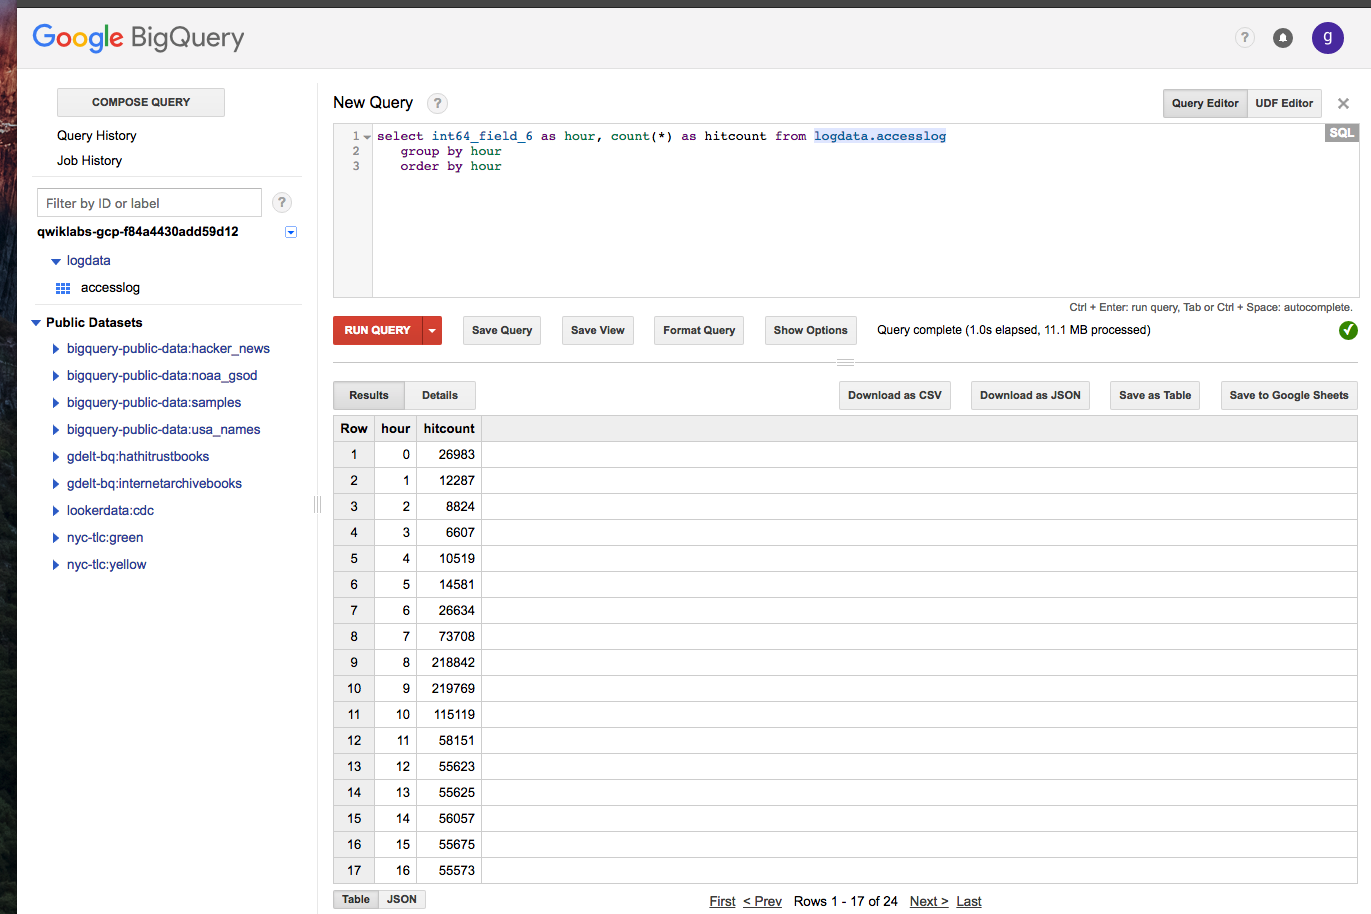 Google BigQuery
? g
COMPOSE QUERY
Query History
Job History
Filter by ID or label ?
qwiklabs-gcp-f84a4430add59d12
logdata
accesslog
Public Datasets
bigquery-public-data:hacker_news
bigquery-public-data:noaa_gsod
bigquery-public-data:samples
bigquery-public-data:usa_names
gdelt-bq:hathitrustbooks
gdelt-bq:internetarchivebooks
lookerdata:cdc
nyc-tlc:green
nyc-tlc:yellow
New Query ? Query Editor UDF Editor
SQL
1 select int64_field_6 as hour, count(*) as hitcount from logdata.accesslog
2 group by hour
3 order by hour
Ctrl + Enter: run query, Tab or Ctrl + Space: autocomplete.
RUN QUERY Save Query Save View Format Query Show Options Query complete (1.0s elapsed, 11.1 MB processed)
Results Details Download as CSV Download as JSON Save as Table Save to Google Sheets
Row hour hitcount
1 0 26983
2 1 12287
3 2 8824
4 3 6607
5 4 10519
6 5 14581
7 6 26634
8 7 73708
9 8 218842
10 9 219769
11 10 115119
12 11 58151
13 12 55623
14 13 55625
15 14 56057
16 15 55675
17 16 55573
Table JSON First < Prev Rows 1 - 17 of 24 Next > Last